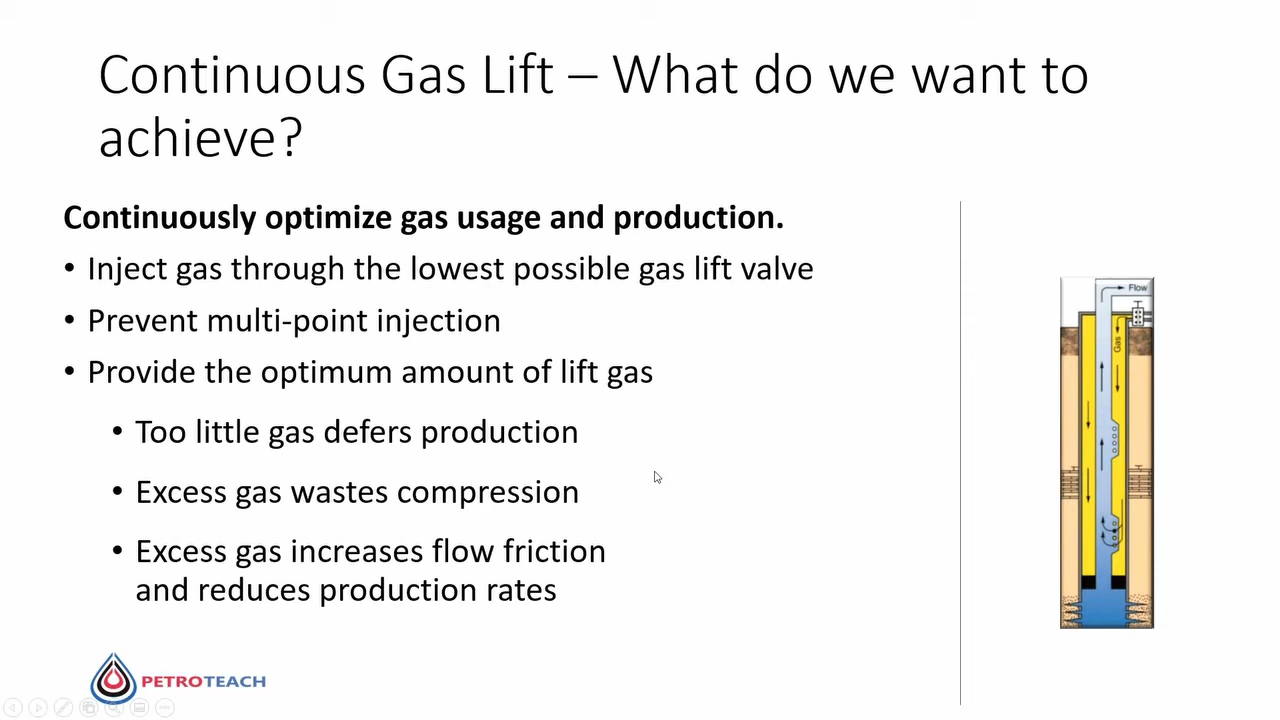 Continuous Gas Lift – What do we want to
achieve?
Continuously optimize gas usage and production.
• Inject gas through the lowest possible gas lift valve
• Prevent multi-point injection
• Provide the optimum amount of lift gas
• Too little gas defers production
• Excess gas wastes compression
• Excess gas increases flow friction
and reduces production rates
Flow
Gas
PETROTEACH